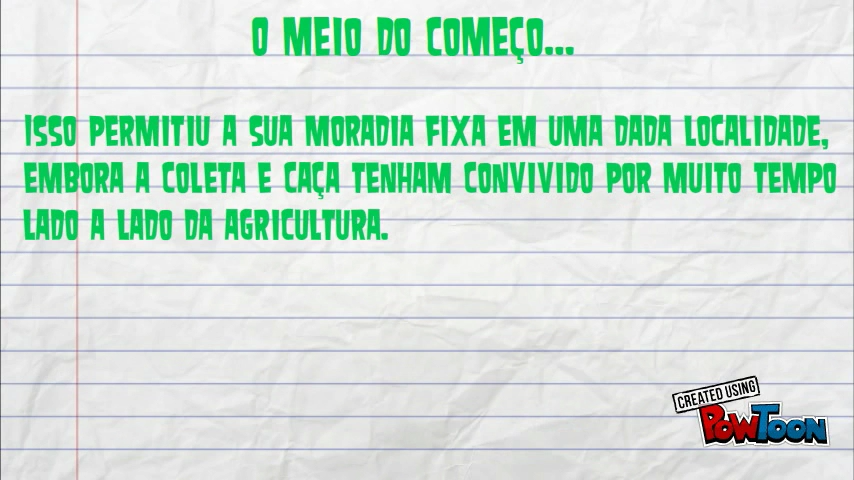 O MEIO DO COMEÇO...
ISSO PERMITIU A SUA MORADIA FIXA EM UMA DADA LOCALIDADE,
EMBORA A COLETA E CAÇA TENHAM CONVIVIDO POR MUITO TEMPO
LADO A LADO DA AGRICULTURA.
CREATED USING
POWTOON